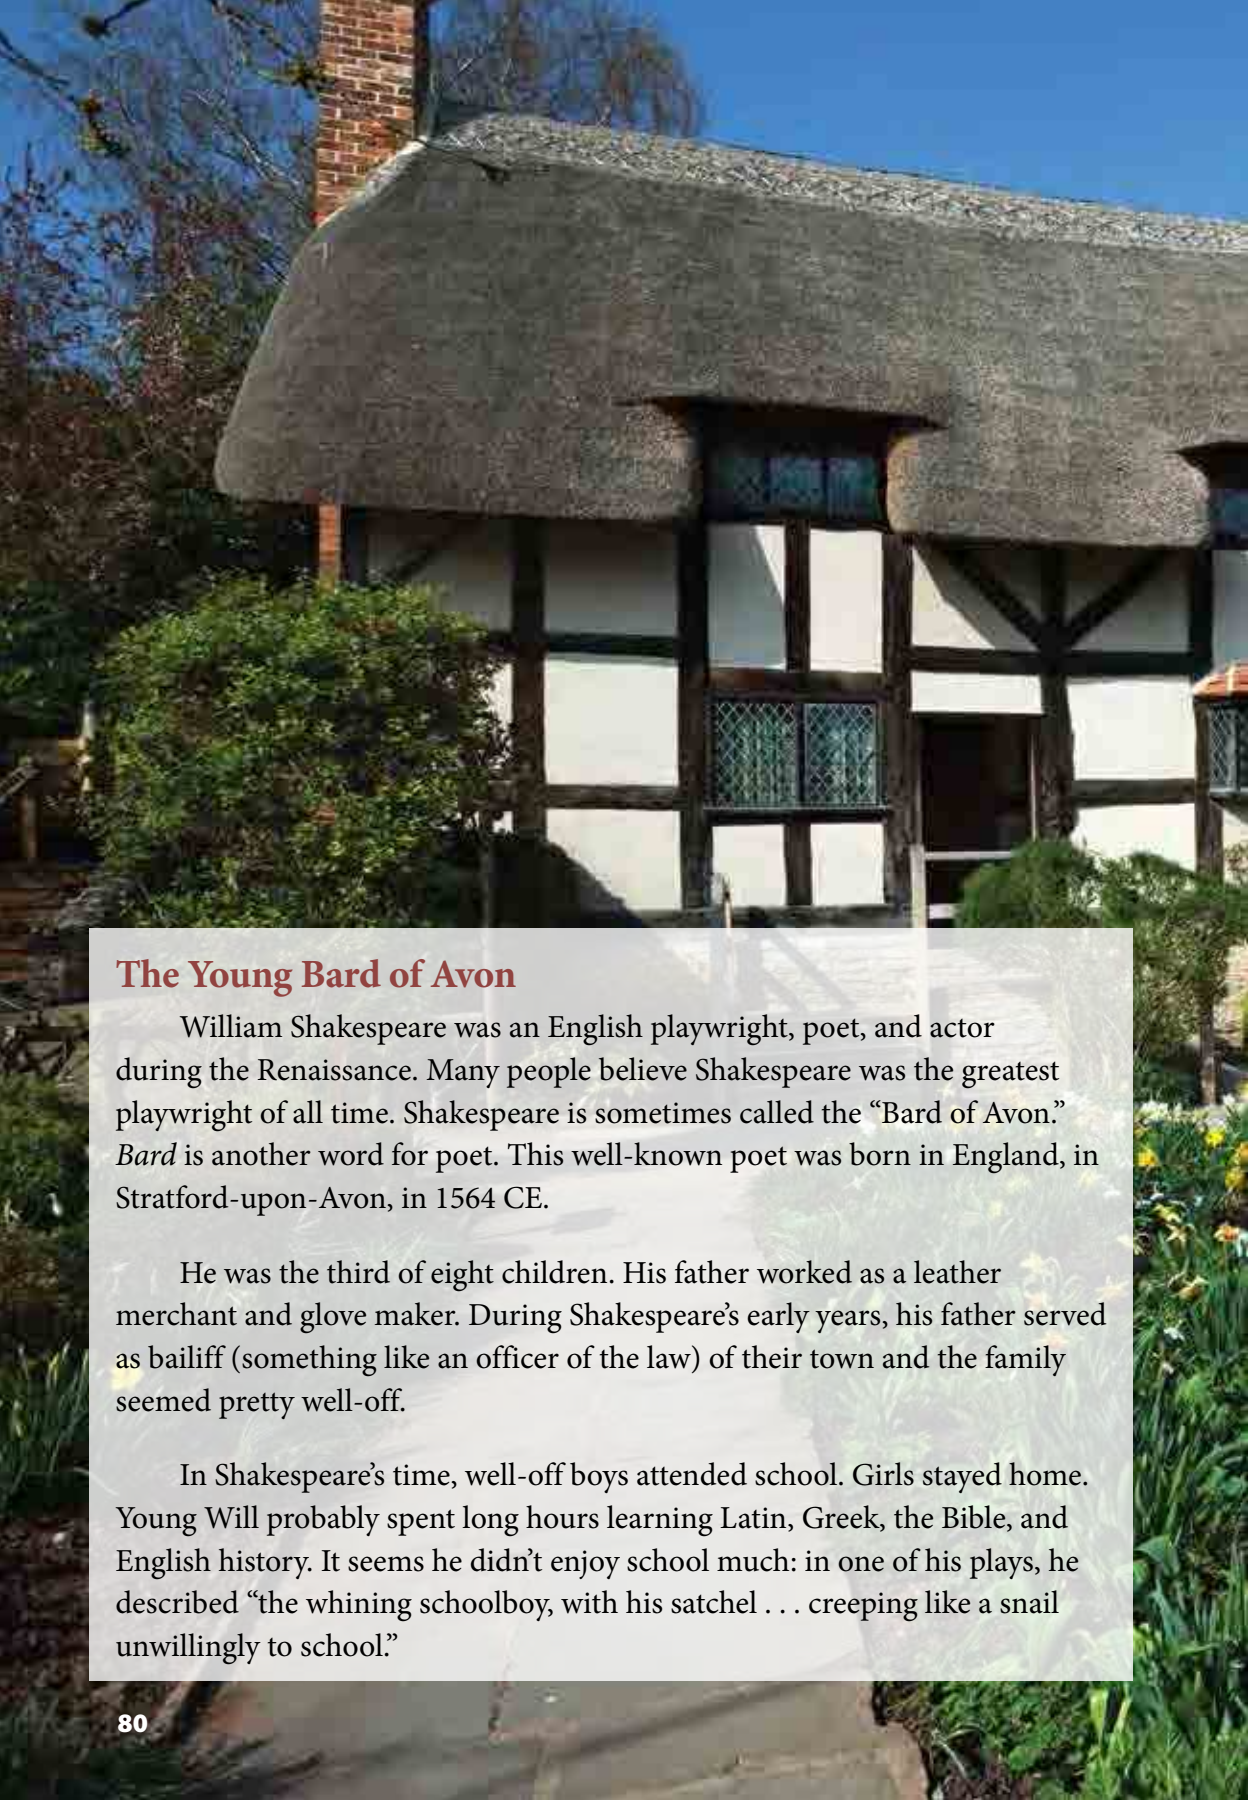 The Young Bard of Avon
William Shakespeare was an English playwright, poet, and actor
during the Renaissance. Many people believe Shakespeare was the greatest
playwright of all time. Shakespeare is sometimes called the “Bard of Avon.”
Bard is another word for poet. This well-known poet was born in England, in
Stratford-upon-Avon, in 1564 CE.
He was the third of eight children. His father worked as a leather
merchant and glove maker. During Shakespeare’s early years, his father served
as bailiff (something like an officer of the law) of their town and the family
seemed pretty well-off.
In Shakespeare’s time, well-off boys attended school. Girls stayed home.
Young Will probably spent long hours learning Latin, Greek, the Bible, and
English history. It seems he didn’t enjoy school much: in one of his plays, he
described “the whining schoolboy, with his satchel . . . creeping like a snail
unwillingly to school.”
80